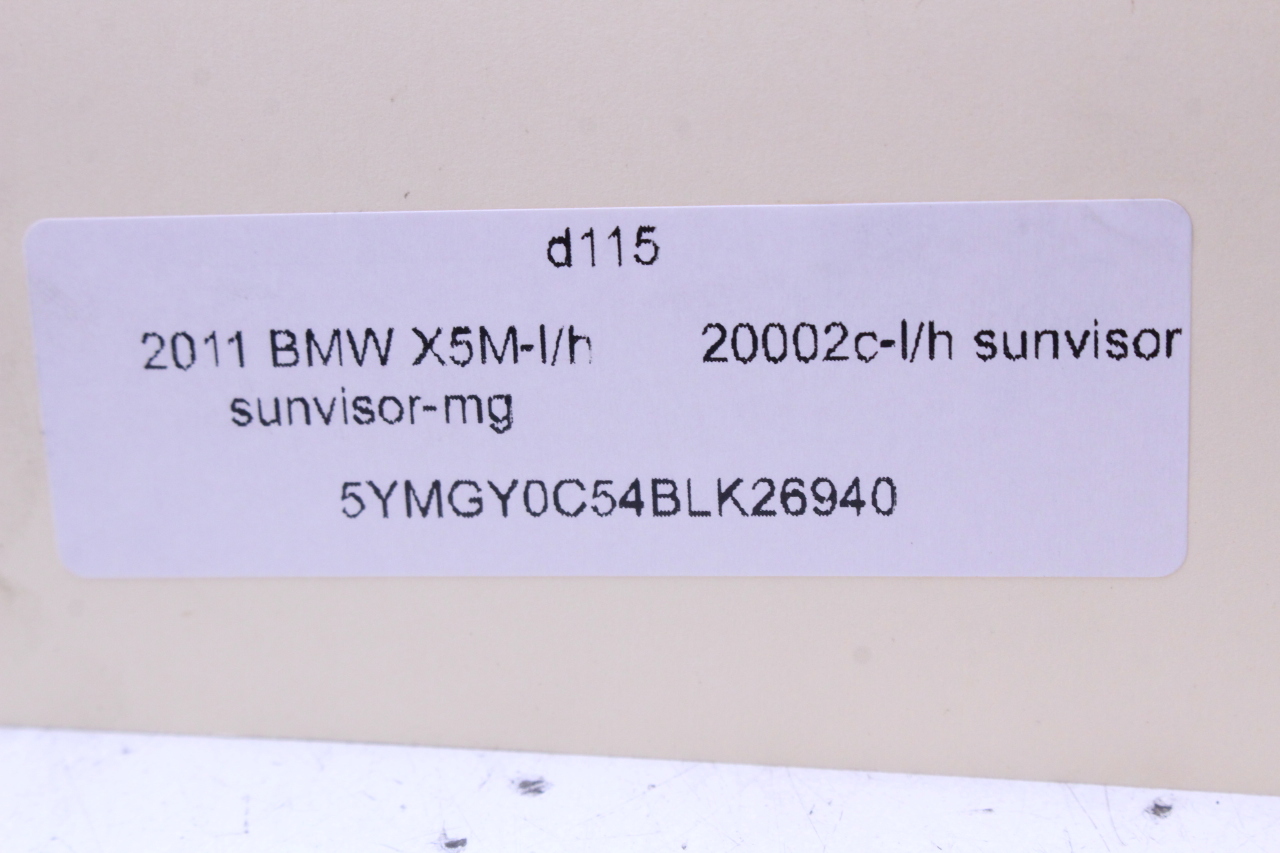 d115
2011 BMW X5M-l/h 20002c-l/h sunvisor
sunvisor-mg
5YMGY0C54BLK26940